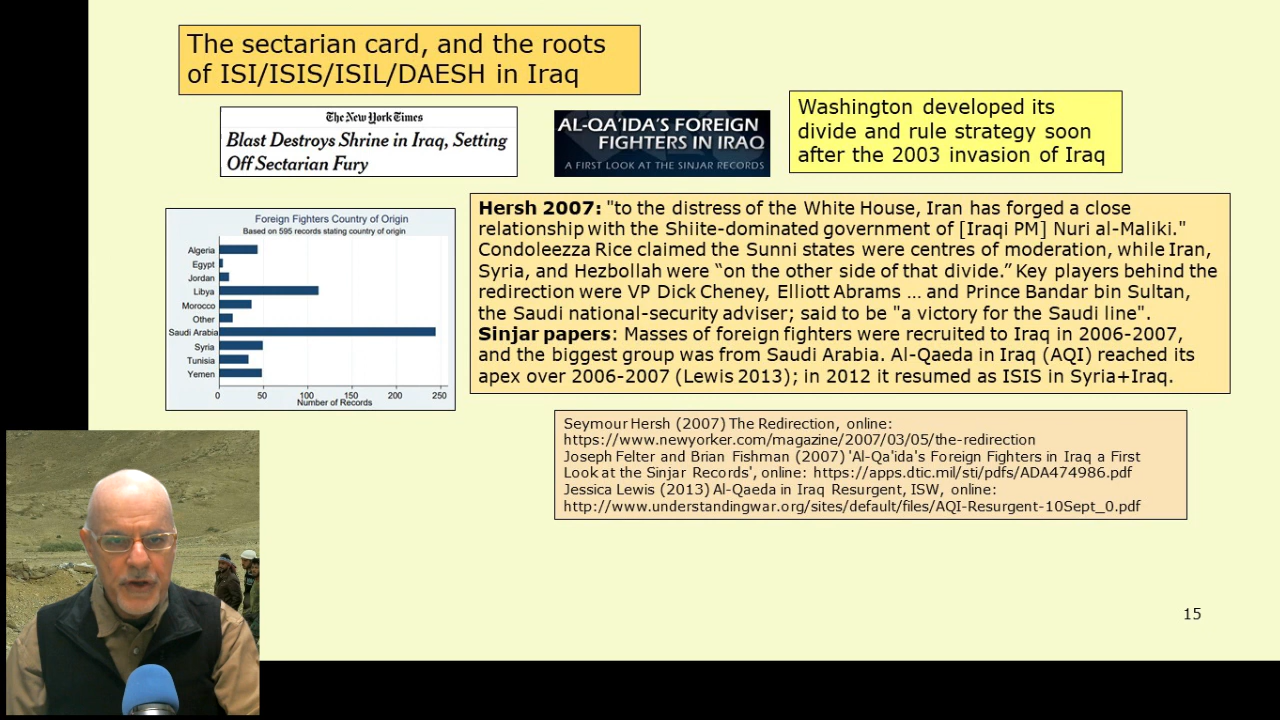 The sectarian card, and the roots
of ISI/ISIS/ISIL/DAESH in Iraq
The New York Times
Blast Destroys Shrine in Iraq, Setting
Off Sectarian Fury
AL-QA'IDA'S FOREIGN
FIGHTERS IN IRAQ
A FIRST LOOK AT THE SINJAR RECORDS
Washington developed its
divide and rule strategy soon
after the 2003 invasion of Iraq
Foreign Fighters Country of Origin
Based on 595 records stating country of origin
Algeria
Egypt
Jordan
Libya
Morocco
Other
Saudi Arabia
Syria
Tunisia
Yemen
0 50 100 150 200 250
Number of Records
Hersh 2007: "to the distress of the White House, Iran has forged a close
relationship with the Shiite-dominated government of [Iraqi PM] Nuri al-Maliki."
Condoleezza Rice claimed the Sunni states were centres of moderation, while Iran,
Syria, and Hezbollah were “on the other side of that divide.” Key players behind the
redirection were VP Dick Cheney, Elliott Abrams … and Prince Bandar bin Sultan,
the Saudi national-security adviser; said to be "a victory for the Saudi line".
Sinjar papers: Masses of foreign fighters were recruited to Iraq in 2006-2007,
and the biggest group was from Saudi Arabia. Al-Qaeda in Iraq (AQI) reached its
apex over 2006-2007 (Lewis 2013); in 2012 it resumed as ISIS in Syria+Iraq.
Seymour Hersh (2007) The Redirection, online:
https://www.newyorker.com/magazine/2007/03/05/the-redirection
Joseph Felter and Brian Fishman (2007) 'Al-Qa'ida's Foreign Fighters in Iraq a First
Look at the Sinjar Records', online: https://apps.dtic.mil/sti/pdfs/ADA474986.pdf
Jessica Lewis (2013) Al-Qaeda in Iraq Resurgent, ISW, online:
http://www.understandingwar.org/sites/default/files/AQI-Resurgent-10Sept_0.pdf
15